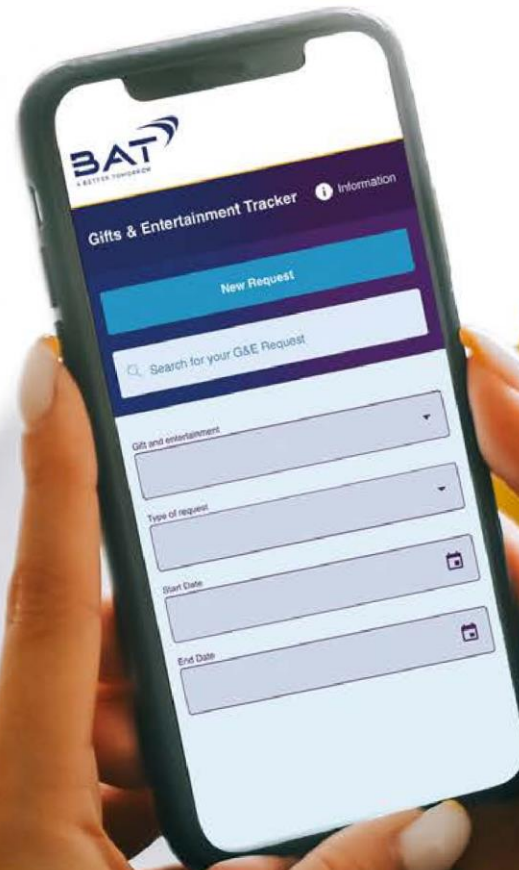 BAT
A BETTER TOMORROW
Gifts & Entertainment Tracker
i Information
New Request
Search for your G&E Request
Gift and entertainment
Type of request
Start Date
End Date